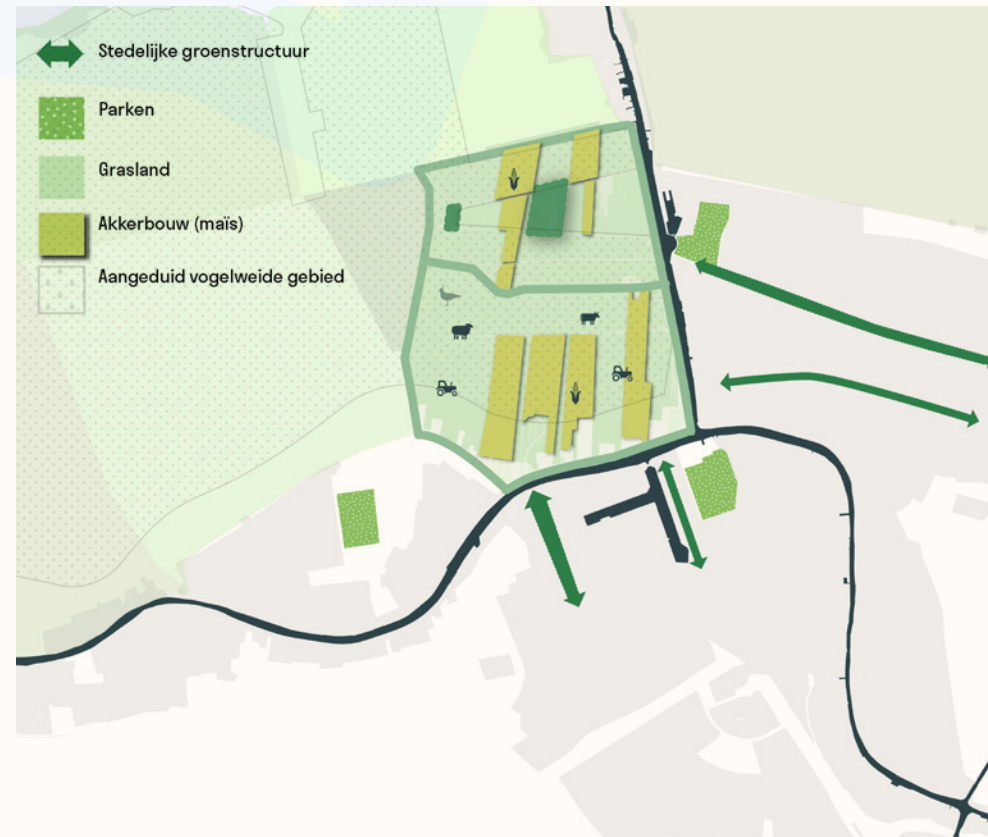 Stedelijke groenstructuur
Parken
Grasland
Akkerbouw (maïs)
Aangeduid vogelweide gebied